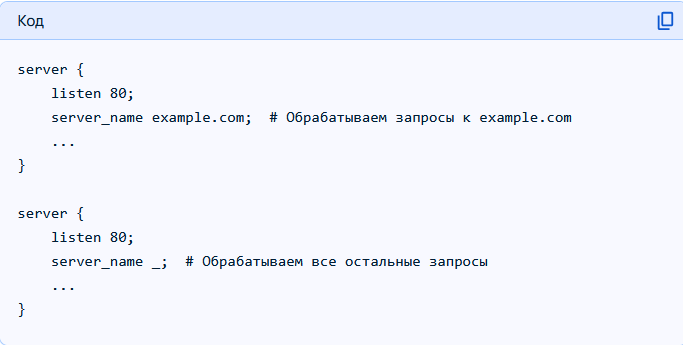 Код
server {
    listen 80;
    server_name example.com;  # Обрабатываем запросы к example.com
    ...
}
server {
    listen 80;
    server_name _;  # Обрабатываем все остальные запросы
    ...
}